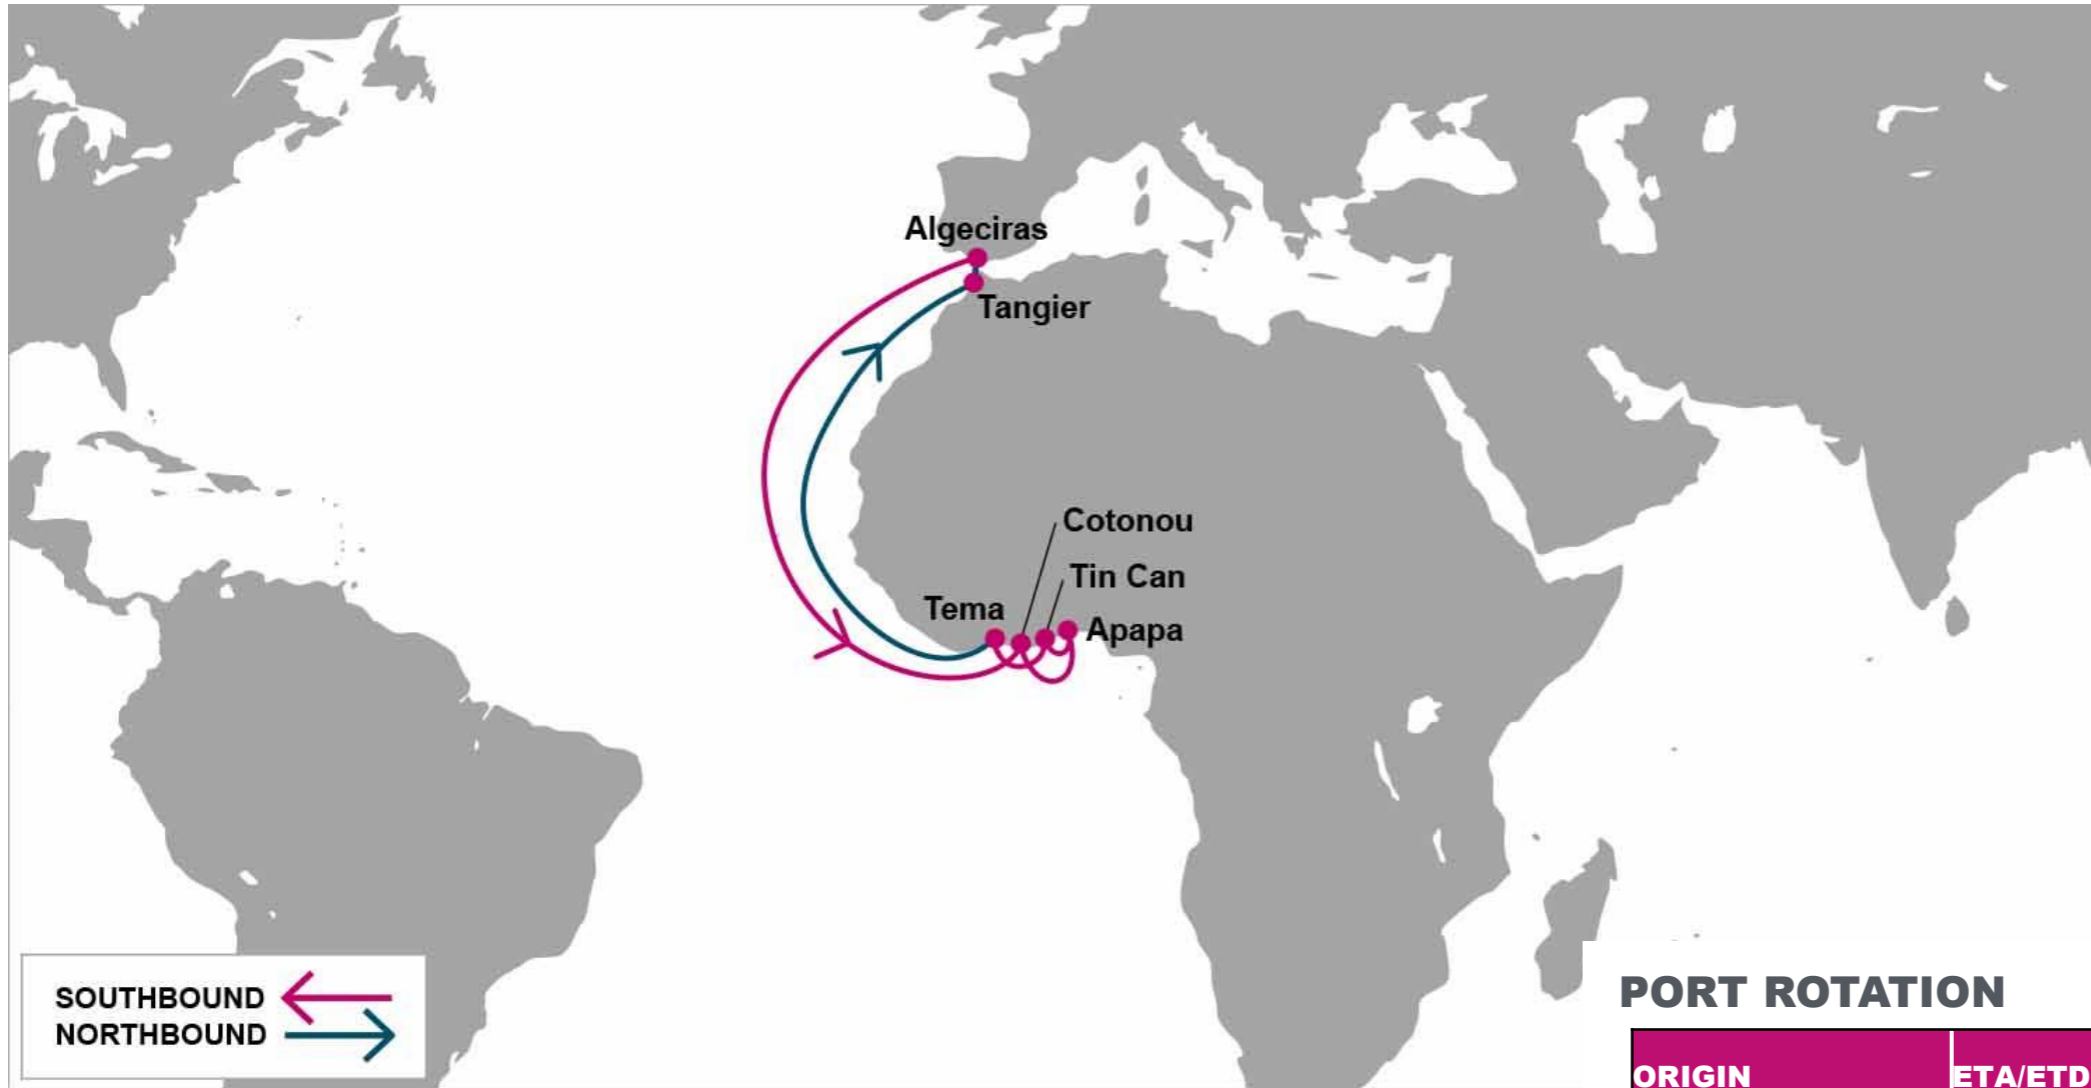 Algeciras
Tangier
Cotonou
Tin Can
Tema
Apapa
SOUTHBOUND
NORTHBOUND
PORT ROTATION
ORIGIN ETA/ETD